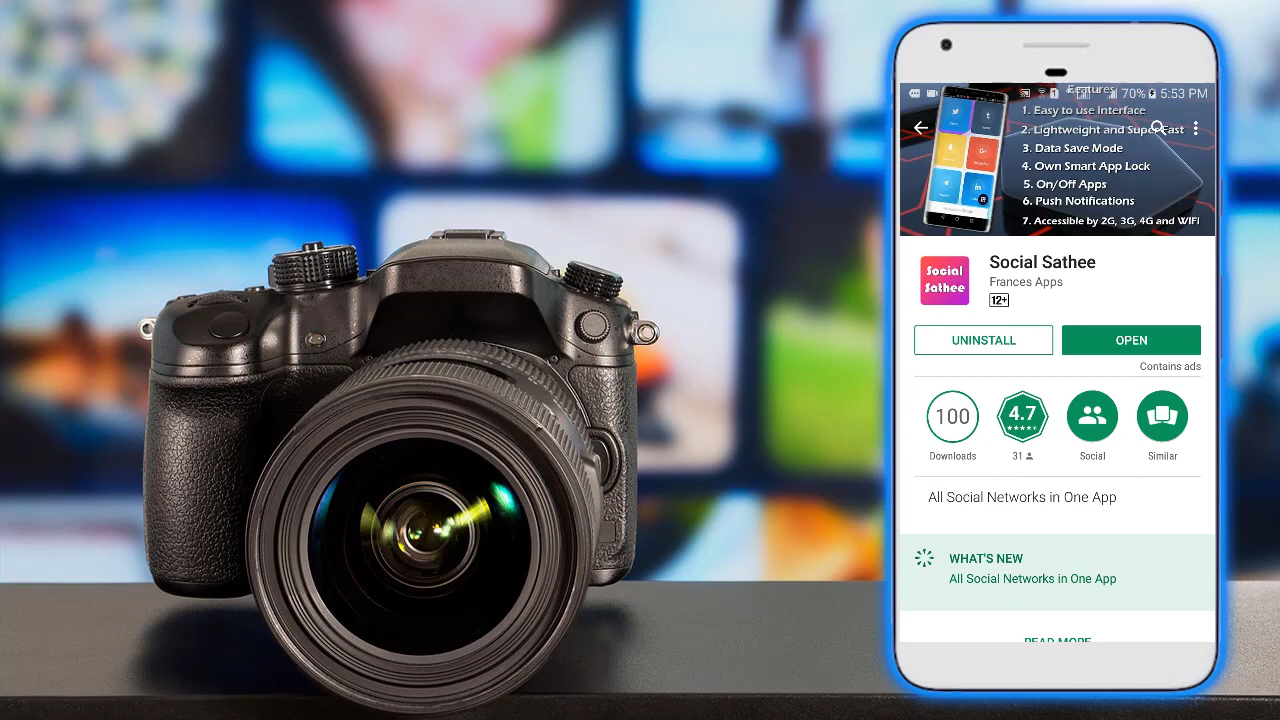 Features
70% 5:53 PM
1. Easy to use Interface
2. Lightweight and SuperFast
3. Data Save Mode
4. Own Smart App Lock
5. On/Off Apps
6. Push Notifications
7. Accessible by 2G, 3G, 4G and WIFI
Social
Sathee
Social Sathee
Frances Apps
12+
UNINSTALL
OPEN
Contains ads
100
4.7
Downloads
31
Social
Similar
All Social Networks in One App
WHAT'S NEW
All Social Networks in One App
READ MORE